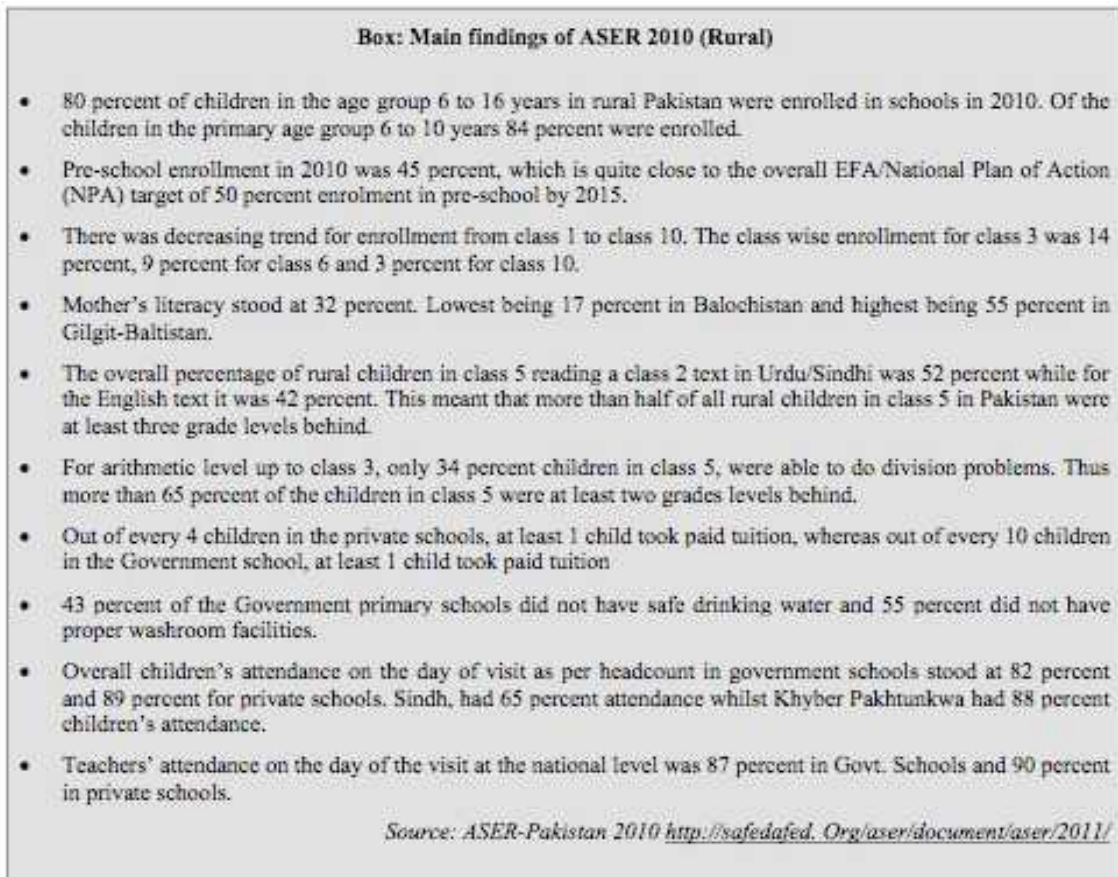 Box: Main findings of ASER 2010 (Rural)
• 80 percent of children in the age group 6 to 16 years in rural Pakistan were enrolled in schools in 2010. Of the
children in the primary age group 6 to 10 years 84 percent were enrolled.
• Pre-school enrollment in 2010 was 45 percent, which is quite close to the overall EFA/National Plan of Action
(NPA) target of 50 percent enrolment in pre-school by 2015.
• There was decreasing trend for enrollment from class 1 to class 10. The class wise enrollment for class 3 was 14
percent, 9 percent for class 6 and 3 percent for class 10.
• Mother's literacy stood at 32 percent. Lowest being 17 percent in Balochistan and highest being 55 percent in
Gilgit-Baltistan.
• The overall percentage of rural children in class 5 reading a class 2 text in Urdu/Sindhi was 52 percent while for
the English text it was 42 percent. This meant that more than half of all rural children in class 5 in Pakistan were
at least three grade levels behind.
• For arithmetic level up to class 3, only 34 percent children in class 5, were able to do division problems. Thus
more than 65 percent of the children in class 5 were at least two grades levels behind.
• Out of every 4 children in the private schools, at least 1 child took paid tuition, whereas out of every 10 children
in the Government school, at least 1 child took paid tuition
• 43 percent of the Government primary schools did not have safe drinking water and 55 percent did not have
proper washroom facilities.
• Overall children's attendance on the day of visit as per headcount in government schools stood at 82 percent
and 89 percent for private schools. Sindh, had 65 percent attendance whilst Khyber Pakhtunkwa had 88 percent
children's attendance.
• Teachers' attendance on the day of the visit at the national level was 87 percent in Govt. Schools and 90 percent
in private schools.
Source: ASER-Pakistan 2010 http://safedafed. Org/aser/document/aser/2011/